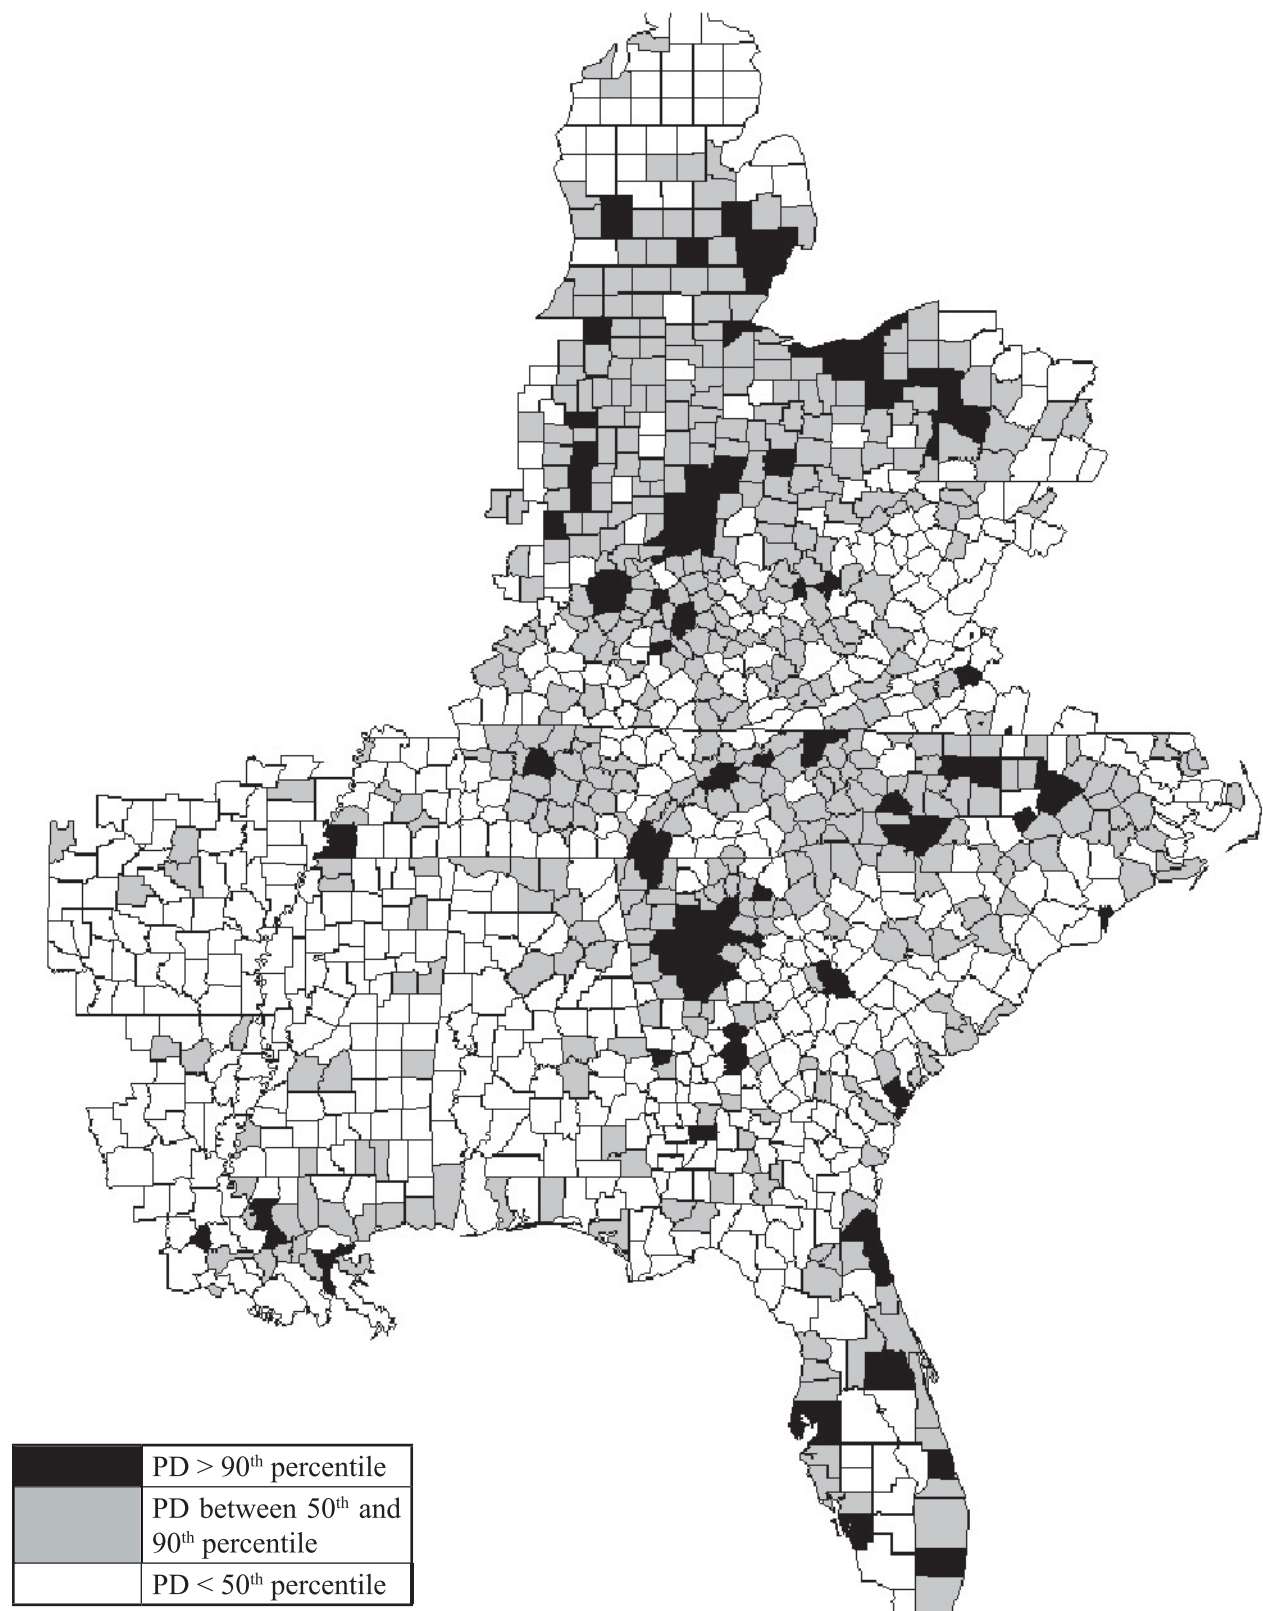 PD > 90th percentile
PD between 50th and
90th percentile
PD < 50th percentile